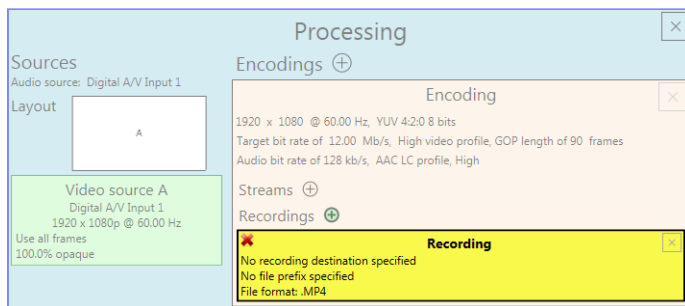 Processing
Sources
Audio source: Digital A/V Input 1
Layout
A
Video source A
Digital A/V Input 1
1920 x 1080p @ 60.00 Hz
Use all frames
100.0% opaque
Encodings
Encoding
1920 x 1080 @ 60.00 Hz, YUV 4:2:0 8 bits
Target bit rate of 12.00 Mb/s, High video profile, GOP length of 90 frames
Audio bit rate of 128 kb/s, AAC LC profile, High
Streams
Recordings
Recording
No recording destination specified
No file prefix specified
File format: .MP4